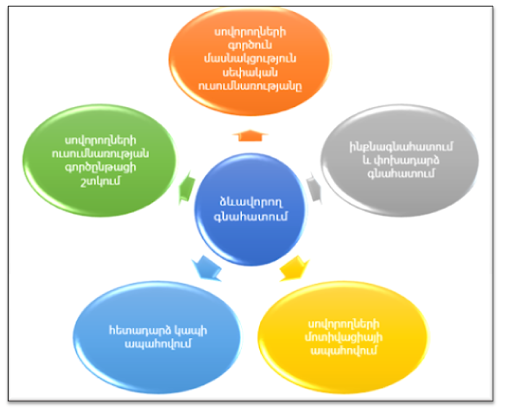 սովորողների
գործուն
մասնակցություն
սեփական
ուսումնառությանը
սովորողների
ուսումնառության
գործընթացի
շտկում
ինքնագնահատում
և փոխադարձ
գնահատում
ձևավորող
գնահատում
հետադարձ կապի
ապահովում
սովորողների
մոտիվացիայի
ապահովում